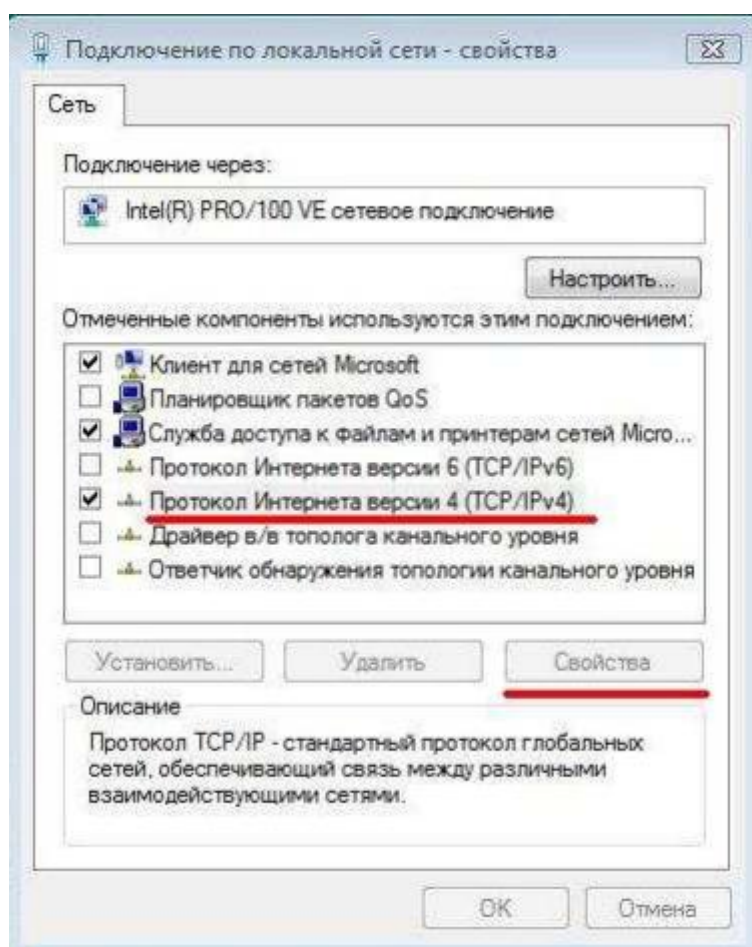 Подключение по локальной сети - свойства
Сеть
Подключение через:
Intel(R) PRO/100 VE сетевое подключение
Настроить...
Отмеченные компоненты используются этим подключением:
Клиент для сетей Microsoft
Планировщик пакетов QoS
Служба доступа к файлам и принтерам сетей Micro...
Протокол Интернета версии 6 (TCP/IPv6)
Протокол Интернета версии 4 (TCP/IPv4)
Драйвер в/в тополога канального уровня
Ответчик обнаружения топологии канального уровня
Установить... Удалить Свойства
Описание
Протокол TCP/IP - стандартный протокол глобальных
сетей, обеспечивающий связь между различными
взаимодействующими сетями.
OK Отмена